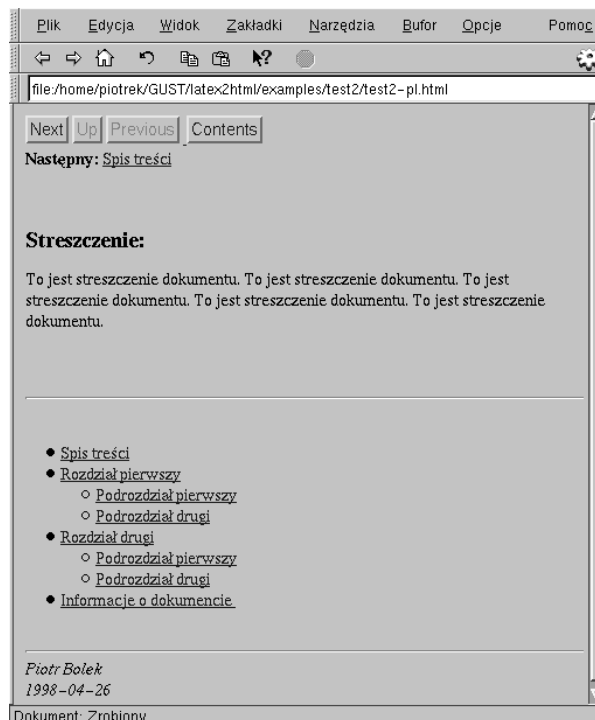 Plik Edycja Widok Zakładki Narzędzia Bufor Opcje Pomoc
file:/home/piotrek/GUST/latex2html/examples/test2/test2-pl.html
Next Up Previous Contents
Następny: Spis treści
Streszczenie:
To jest streszczenie dokumentu. To jest streszczenie dokumentu. To jest
streszczenie dokumentu. To jest streszczenie dokumentu. To jest streszczenie
dokumentu.
Spis treści
Rozdział pierwszy
Podrozdział pierwszy
Podrozdział drugi
Rozdział drugi
Podrozdział pierwszy
Podrozdział drugi
Informacje o dokumencie
Piotr Bolek
1998-04-26
Dokument: Zrobiony